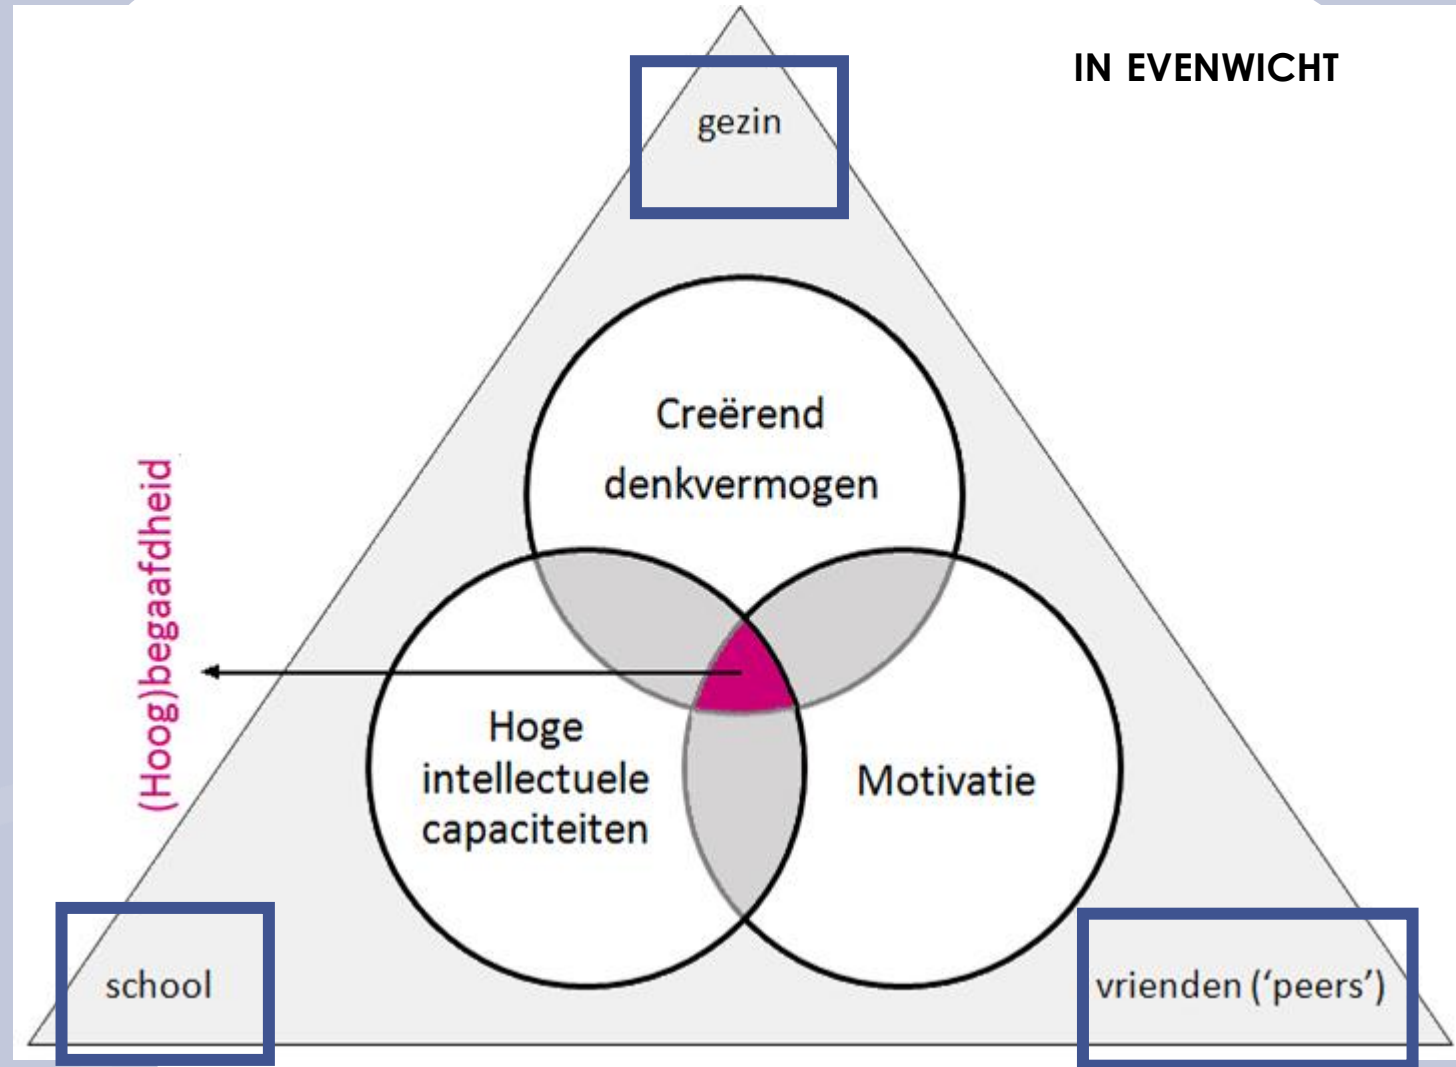 IN EVENWICHT
gezin
Creërend
denkvermogen
(Hoog)begaafdheid
Hoge
intellectuele
capaciteiten
Motivatie
school
vrienden (‘peers’)